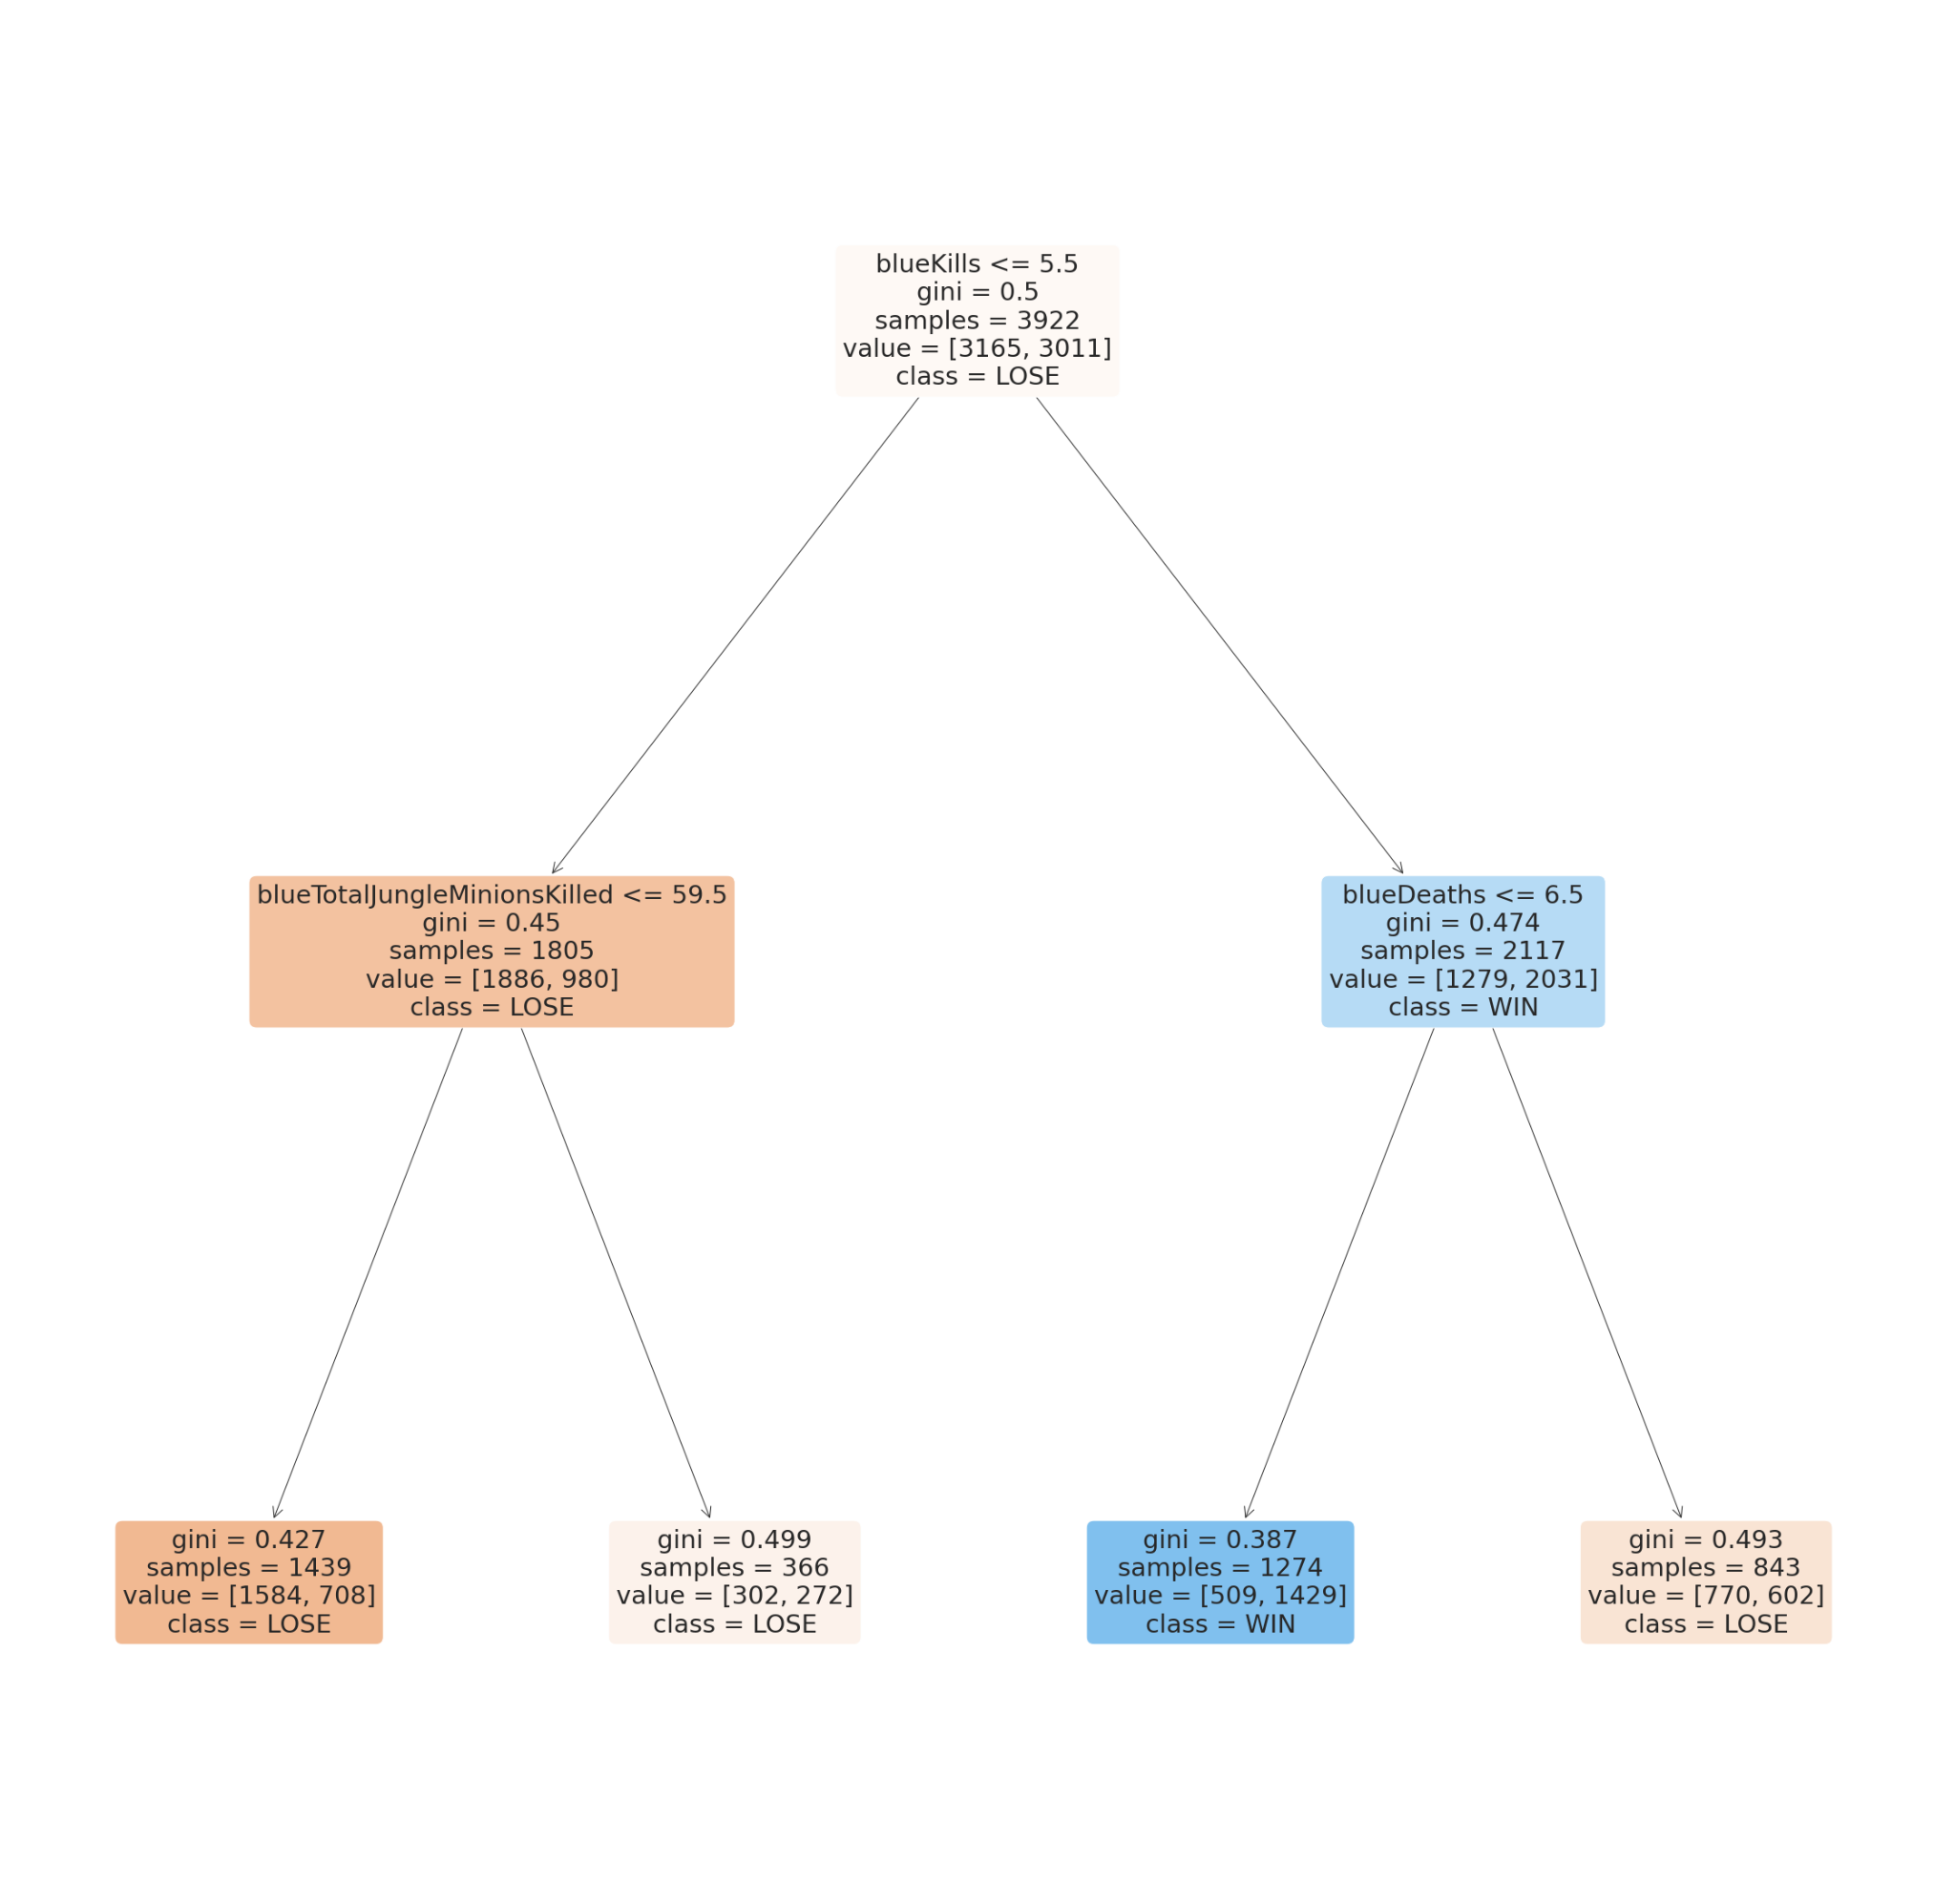 blueKills <= 5.5
gini = 0.5
samples = 3922
value = [3165, 3011]
class = LOSE
blueTotalJungleMinionsKilled <= 59.5
gini = 0.45
samples = 1805
value = [1886, 980]
class = LOSE
blueDeaths <= 6.5
gini = 0.474
samples = 2117
value = [1279, 2031]
class = WIN
gini = 0.427
samples = 1439
value = [1584, 708]
class = LOSE
gini = 0.499
samples = 366
value = [302, 272]
class = LOSE
gini = 0.387
samples = 1274
value = [509, 1429]
class = WIN
gini = 0.493
samples = 843
value = [770, 602]
class = LOSE